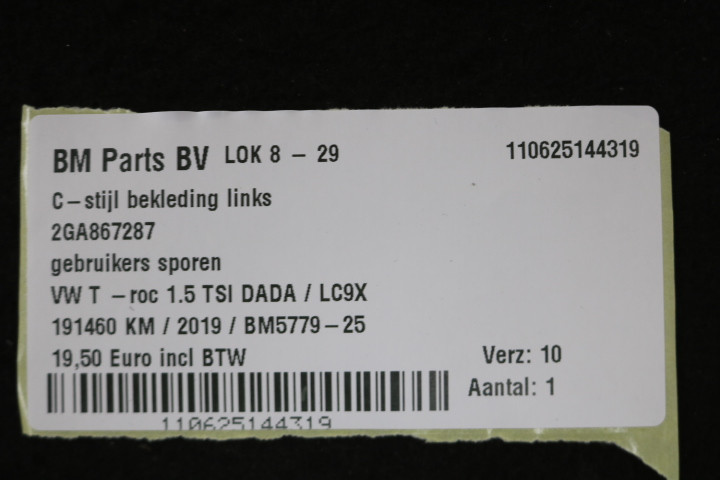 BM Parts BV LOK 8 - 29 110625144319
C-stijl bekleding links
2GA867287
gebruikers sporen
VW T -roc 1.5 TSI DADA / LC9X
191460 KM / 2019 / BM5779-25
19,50 Euro incl BTW Verz: 10
Aantal: 1
110625144319